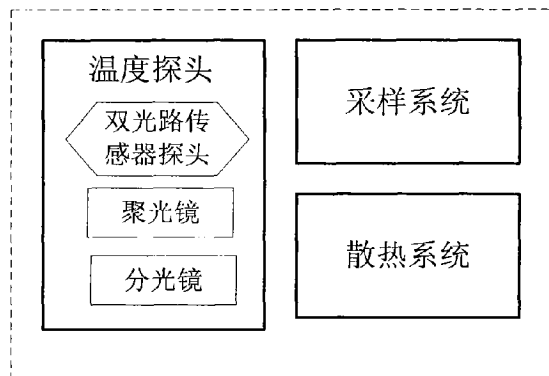 温度探头
双光路传
感器探头
聚光镜
分光镜
采样系统
散热系统